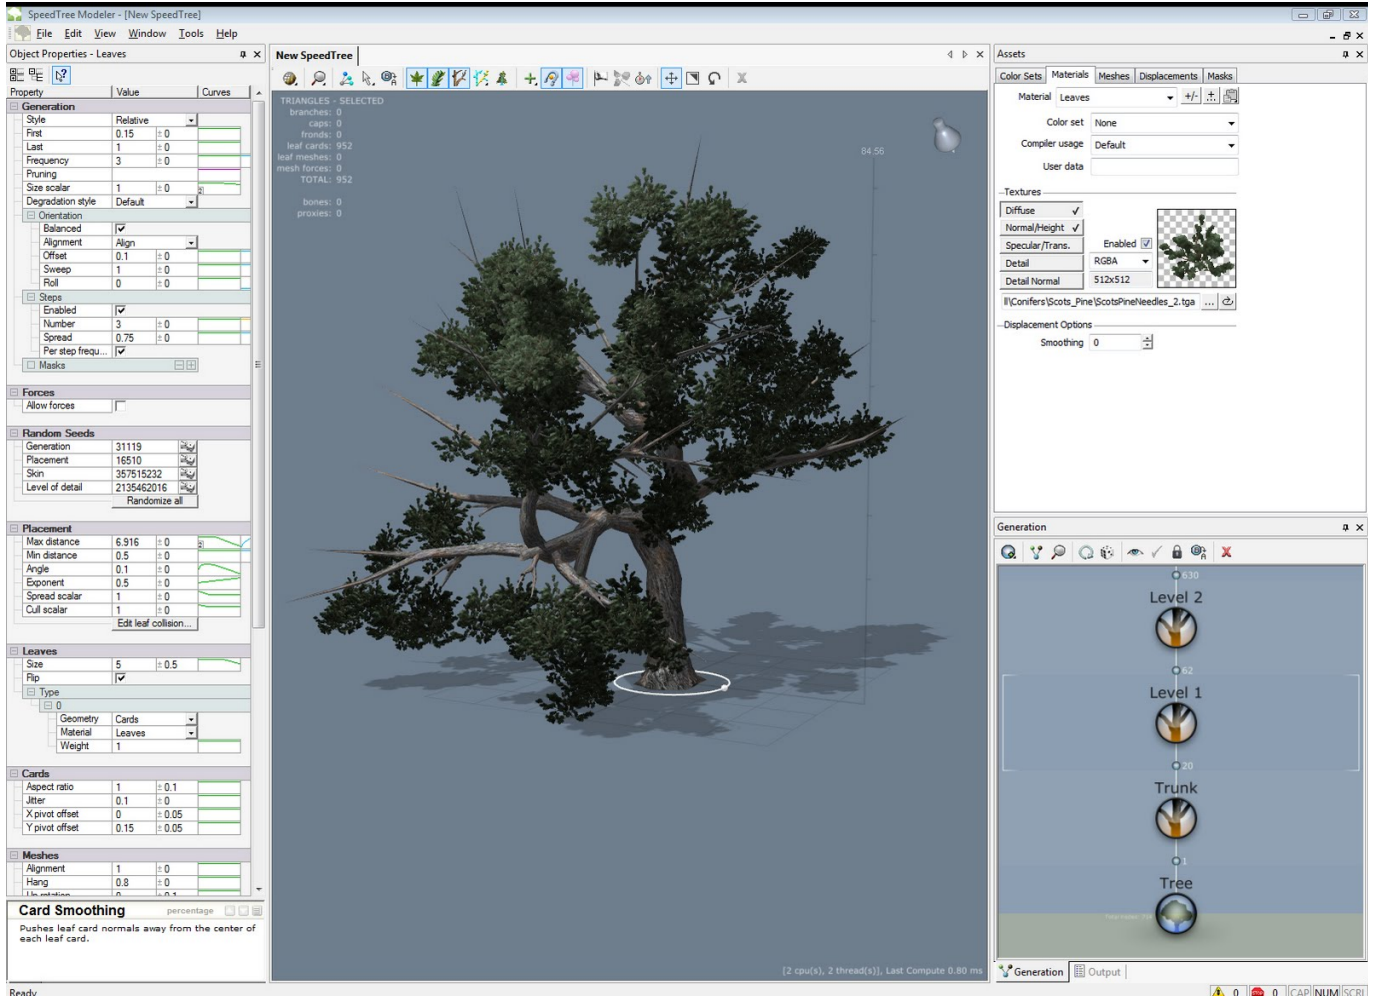 SpeedTree Modeler - [New SpeedTree]
File Edit View Window Tools Help
Object Properties - Leaves
Property Value Curves
Generation
Style Relative
First 0.15 ± 0
Last 1 ± 0
Frequency 3 ± 0
Pruning
Size scalar 1 ± 0
Degradation style Default
Orientation
Balanced
Alignment Align
Offset 0.1 ± 0
Sweep 1 ± 0
Roll 0 ± 0
Steps
Enabled
Number 3 ± 0
Spread 0.75 ± 0
Per step frequ...
Masks
Forces
Allow forces
Random Seeds
Generation 31119
Placement 16510
Skin 357515232
Level of detail 2135462016
Randomize all
Placement
Max distance 6.916 ± 0
Min distance 0.5 ± 0
Angle 0.1 ± 0
Exponent 0.5 ± 0
Spread scalar 1 ± 0
Cull scalar 1 ± 0
Edit leaf collision...
Leaves
Size 5 ± 0.5
Flip
Type
0
Geometry Cards
Material Leaves
Weight 1
Cards
Aspect ratio 1 ± 0.1
Jitter 0.1 ± 0
X pivot offset 0 ± 0.05
Y pivot offset 0.15 ± 0.05
Meshes
Alignment 1 ± 0
Hang 0.8 ± 0
Card Smoothing percentage
Pushes leaf card normals away from the center of
each leaf card.
Ready
New SpeedTree
TRIANGLES - SELECTED
branches: 0
caps: 0
fronds: 0
leaf cards: 952
leaf meshes: 0
mesh forces: 0
TOTAL: 952
bones: 0
proxies: 0
84.56
[2 cpu(s), 2 thread(s)], Last Compute 0.80 ms
Assets
Color Sets Materials Meshes Displacements Masks
Material Leaves +/-
Color set None
Compiler usage Default
User data
Textures
Diffuse ✓
Normal/Height ✓
Specular/Trans. Enabled
Detail RGBA
Detail Normal 512x512
ll\Conifers\Scots_Pine\ScotsPineNeedles_2.tga ...
Displacement Options
Smoothing 0
Generation
630
Level 2
62
Level 1
20
Trunk
1
Tree
Generation Output
0 0 CAP NUM SCRL